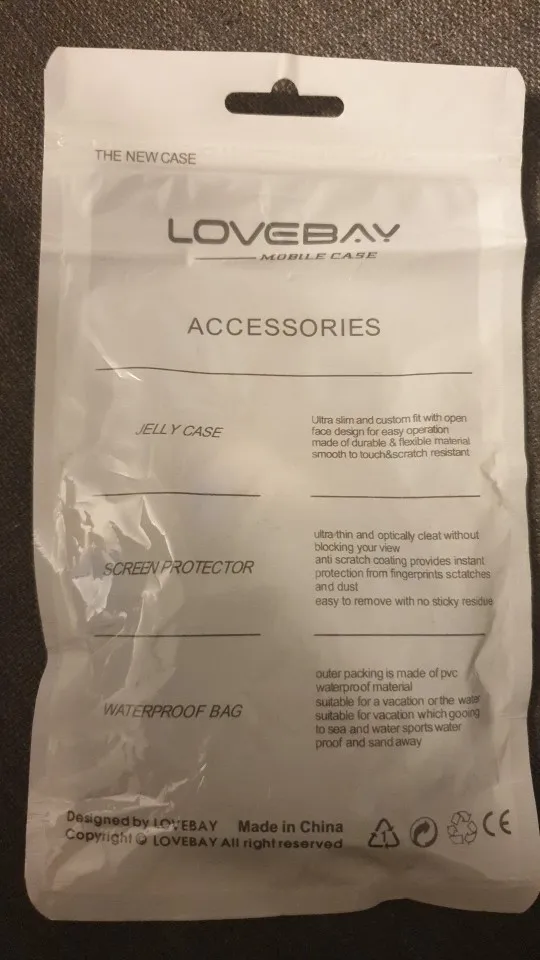 THE NEW CASE
LOVEBAY
MOBILE CASE
ACCESSORIES
JELLY CASE
Ultra slim and custom fit with open
face design for easy operation
made of durable & flexible material
smooth to touch&scratch resistant
SCREEN PROTECTOR
ultra-thin and optically cleat without
blocking your view
anti scratch coating provides instant
protection from fingerprints sctatches
and dust
easy to remove with no sticky residue
WATERPROOF BAG
outer packing is made of pvc
waterproof material
suitable for a vacation or the water
suitable for vacation which gooing
to sea and water sports water
proof and sand away
Designed by LOVEBAY Made in China
Copyright © LOVEBAY All right reserved
1
CE